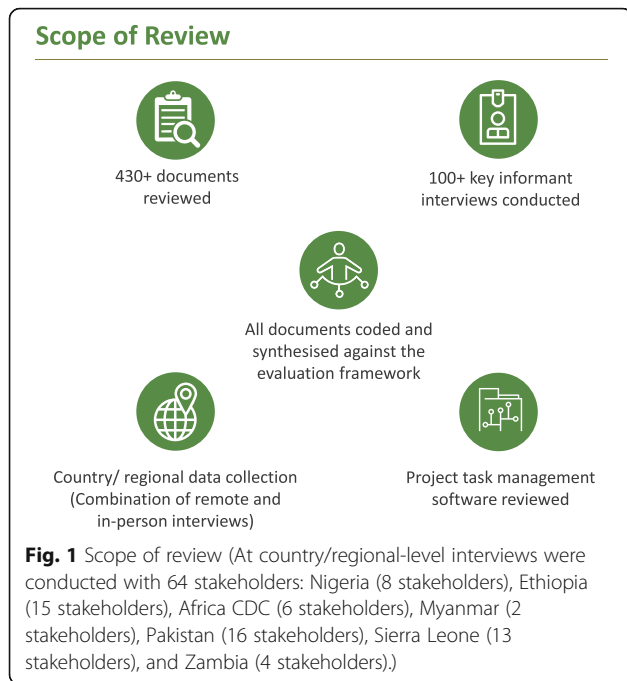 Scope of Review
430+ documents
reviewed
100+ key informant
interviews conducted
All documents coded and
synthesised against the
evaluation framework
Country/ regional data collection
(Combination of remote and
in-person interviews)
Project task management
software reviewed
Fig. 1 Scope of review (At country/regional-level interviews were
conducted with 64 stakeholders: Nigeria (8 stakeholders), Ethiopia
(15 stakeholders), Africa CDC (6 stakeholders), Myanmar (2
stakeholders), Pakistan (16 stakeholders), Sierra Leone (13
stakeholders), and Zambia (4 stakeholders).)